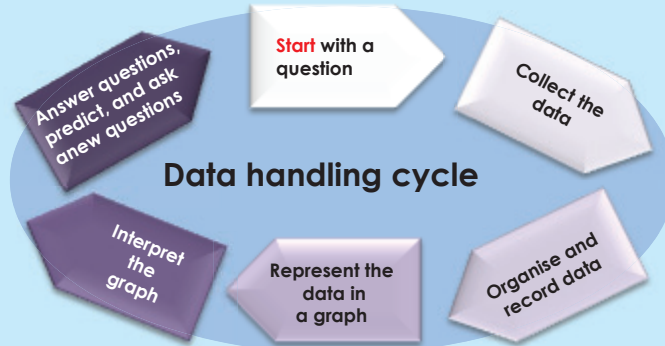 Start with a
question
Collect the
data
Organise and
record data
Represent the
data in
a graph
Interpret
the
graph
Answer questions,
predict, and ask
anew questions
Data handling cycle